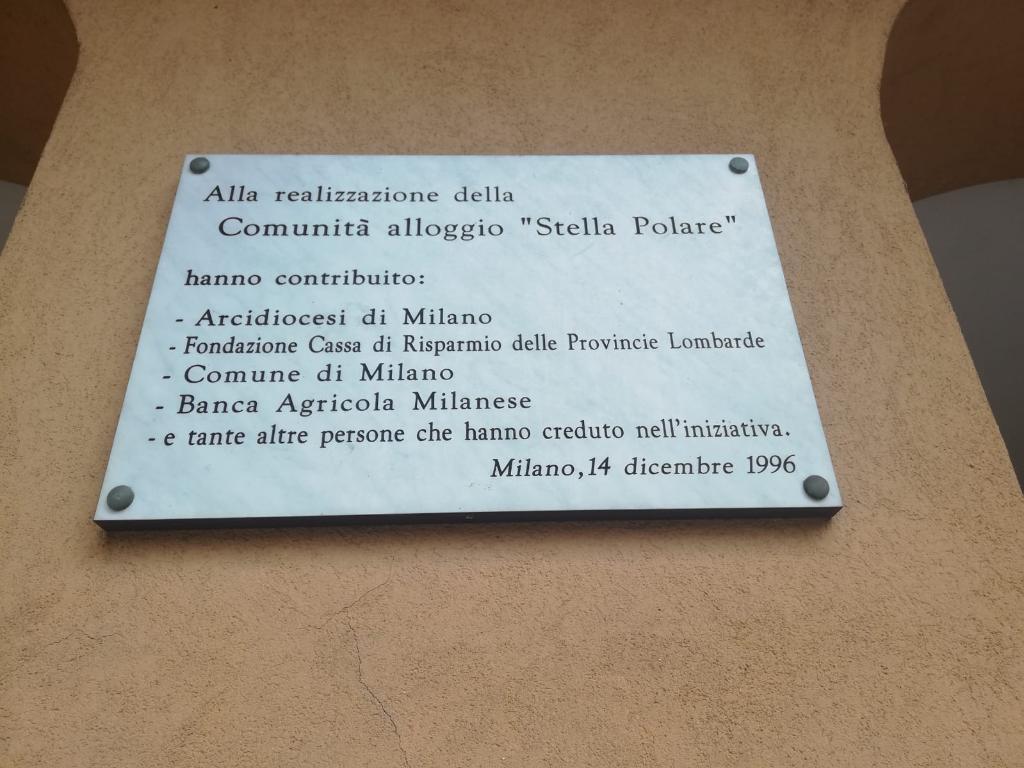 Alla realizzazione della
Comunità alloggio "Stella Polare"
hanno contribuito:
- Arcidiocesi di Milano
- Fondazione Cassa di Risparmio delle Provincie Lombarde
- Comune di Milano
- Banca Agricola Milanese
- e tante altre persone che hanno creduto nell'iniziativa.
Milano, 14 dicembre 1996